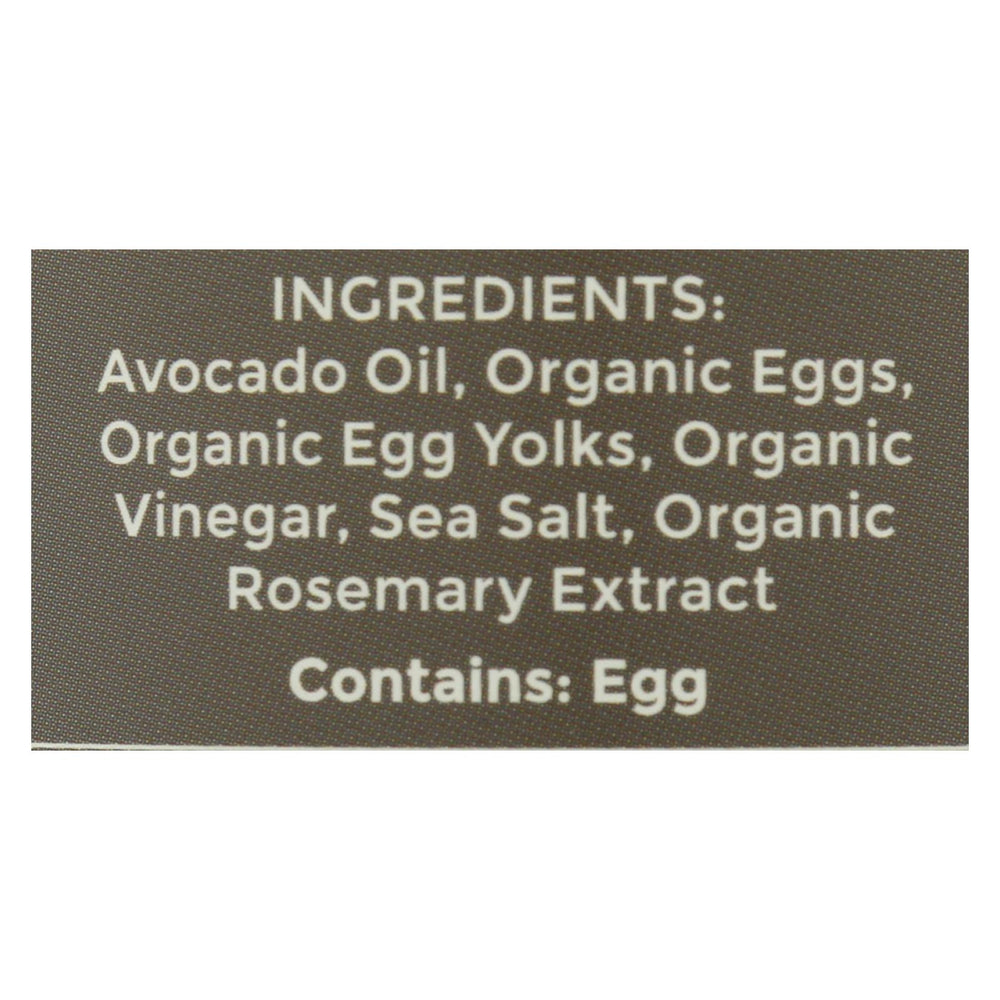 INGREDIENTS:
Avocado Oil, Organic Eggs,
Organic Egg Yolks, Organic
Vinegar, Sea Salt, Organic
Rosemary Extract
Contains: Egg